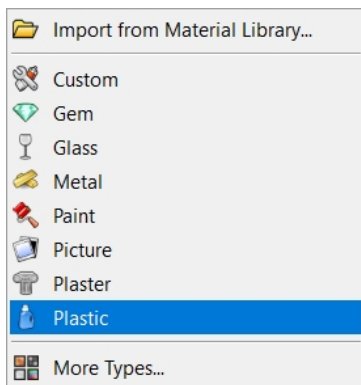 Import from Material Library...
Custom
Gem
Glass
Metal
Paint
Picture
Plaster
Plastic
More Types...